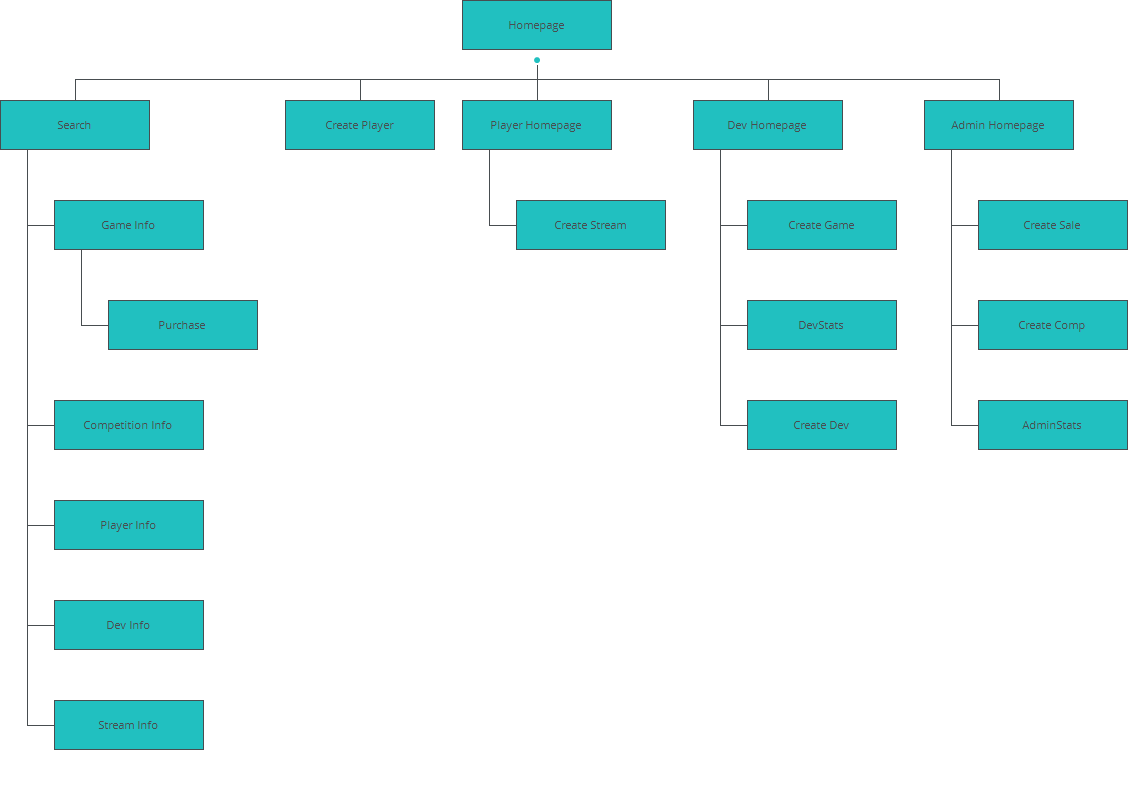 Homepage
Search
Create Player
Player Homepage
Dev Homepage
Admin Homepage
Game Info
Create Stream
Create Game
Create Sale
Purchase
DevStats
Create Comp
Competition Info
Create Dev
AdminStats
Player Info
Dev Info
Stream Info